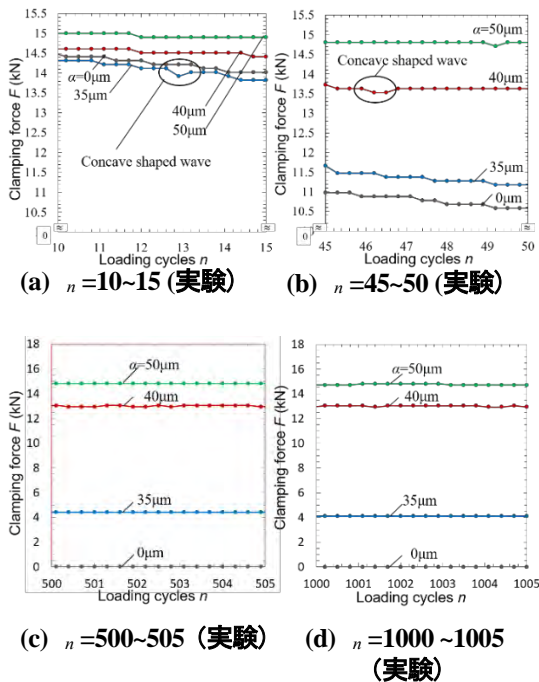 15.5
15
14.5
14
13.5
13
12.5
12
11.5
11
10.5
0
Clamping force F (kN)
α=0μm
35μm
40μm
50μm
Concave shaped wave
10 11 12 13 14 15
Loading cycles n
(a) n =10~15 (実験)
15.5
15
14.5
14
13.5
13
12.5
12
11.5
11
10.5
0
Clamping force F (kN)
α=50μm
Concave shaped wave
40μm
35μm
0μm
45 46 47 48 49 50
Loading cycles n
(b) n =45~50 (実験)
18
16
14
12
10
8
6
4
2
0
Clamping force F (kN)
α=50μm
40μm
35μm
0μm
500 501 502 503 504 505
Loading cycles n
(c) n =500~505 (実験)
18
16
14
12
10
8
6
4
2
0
Clamping force F (kN)
α=50μm
40μm
35μm
0μm
1000 1001 1002 1003 1004 1005
Loading cycles n
(d) n =1000 ~1005
(実験)